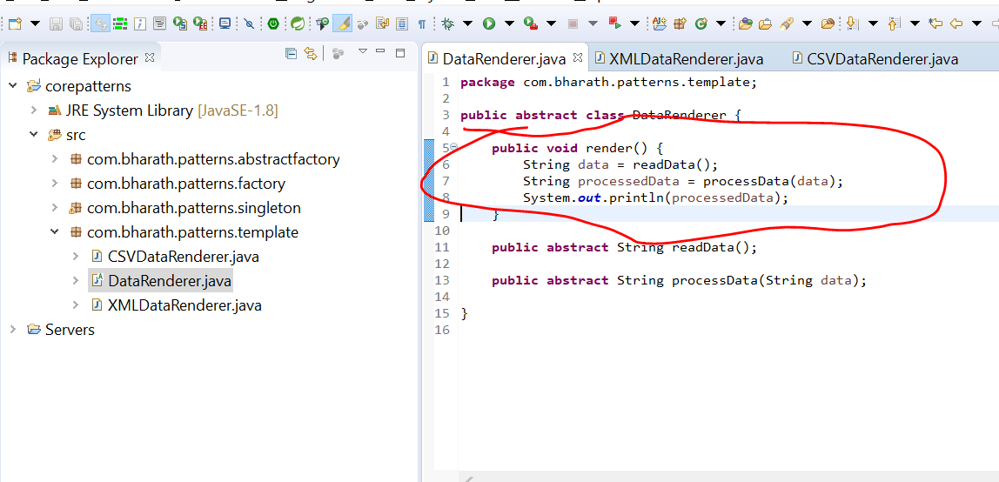 Package Explorer
corepatterns
JRE System Library [JavaSE-1.8]
src
com.bharath.patterns.abstractfactory
com.bharath.patterns.factory
com.bharath.patterns.singleton
com.bharath.patterns.template
CSVDataRenderer.java
DataRenderer.java
XMLDataRenderer.java
Servers
DataRenderer.java XMLDataRenderer.java CSVDataRenderer.java
1 package com.bharath.patterns.template;
2
3 public abstract class DataRenderer {
4
5 public void render() {
6 String data = readData();
7 String processedData = processData(data);
8 System.out.println(processedData);
9 }
10
11 public abstract String readData();
12
13 public abstract String processData(String data);
14
15 }
16